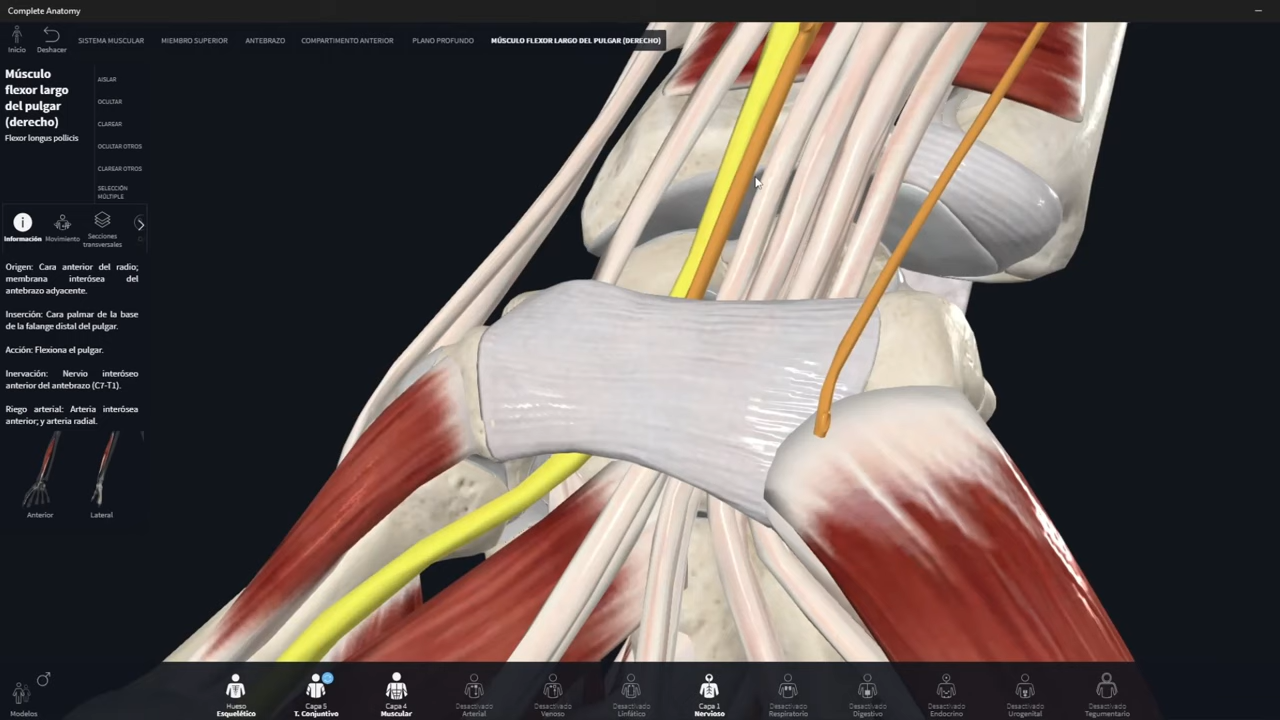 Complete Anatomy
Inicio
Deshacer
SISTEMA MUSCULAR
MIEMBRO SUPERIOR
ANTEBRAZO
COMPARTIMENTO ANTERIOR
PLANO PROFUNDO
MÚSCULO FLEXOR LARGO DEL PULGAR (DERECHO)
Músculo
flexor largo
del pulgar
(derecho)
Flexor longus pollicis
AISLAR
OCULTAR
CLAREAR
OCULTAR OTROS
CLAREAR OTROS
SELECCIÓN
MÚLTIPLE
Información
Movimiento
Secciones
transversales
Origen: Cara anterior del radio;
membrana interósea del
antebrazo adyacente.
Inserción: Cara palmar de la base
de la falange distal del pulgar.
Acción: Flexiona el pulgar.
Inervación: Nervio interóseo
anterior del antebrazo (C7-T1).
Riego arterial: Arteria interósea
anterior; y arteria radial.
Anterior
Lateral
Modelos
Esquelético
Hueso
Capa 5
T. Conjuntivo
Capa 4
Muscular
Desactivado
Arterial
Desactivado
Venoso
Desactivado
Linfático
Capa 1
Nervioso
Desactivado
Respiratorio
Desactivado
Digestivo
Desactivado
Endocrino
Desactivado
Urogenital
Desactivado
Tegumentario